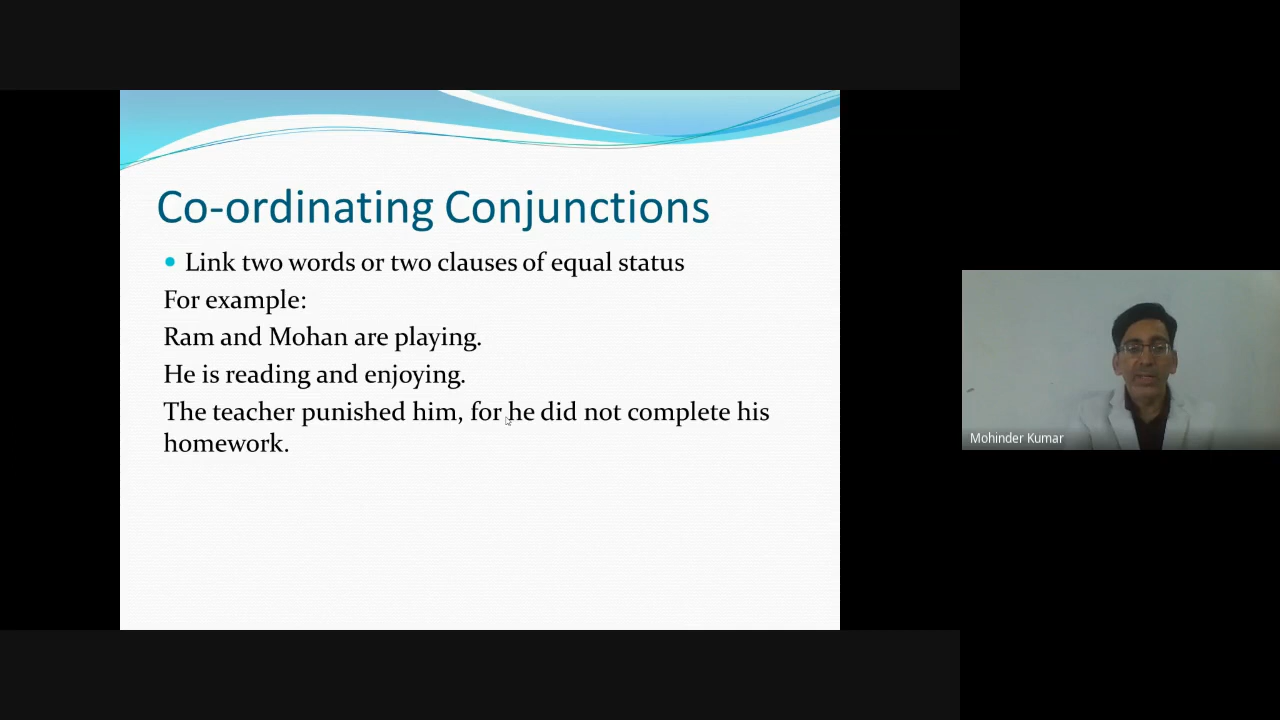 Co-ordinating Conjunctions
Link two words or two clauses of equal status
For example:
Ram and Mohan are playing.
He is reading and enjoying.
The teacher punished him, for he did not complete his
homework.
Mohinder Kumar